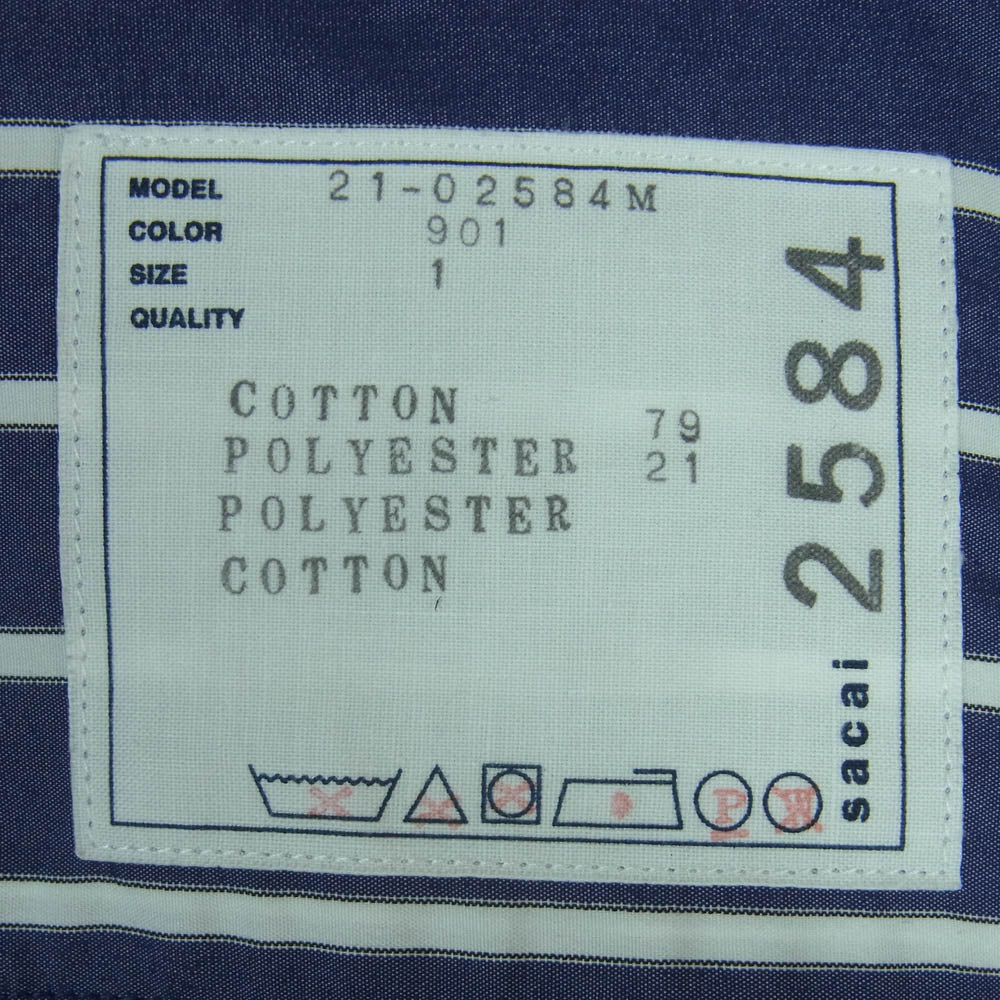 MODEL 21-02584M
COLOR 901
SIZE 1
QUALITY
COTTON 79
POLYESTER 21
POLYESTER
COTTON
P
W
sacai 2584